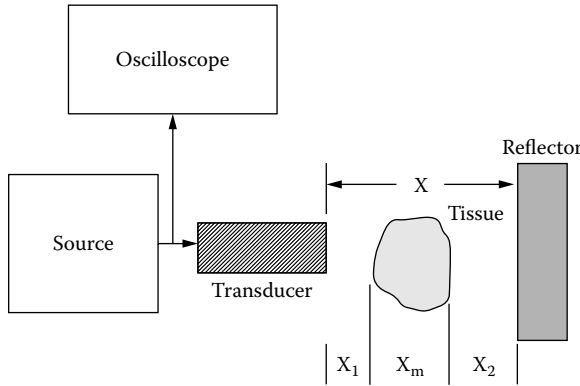 Oscilloscope
Reflector
X
Tissue
Source
Transducer
X₁
Xₘ
X₂